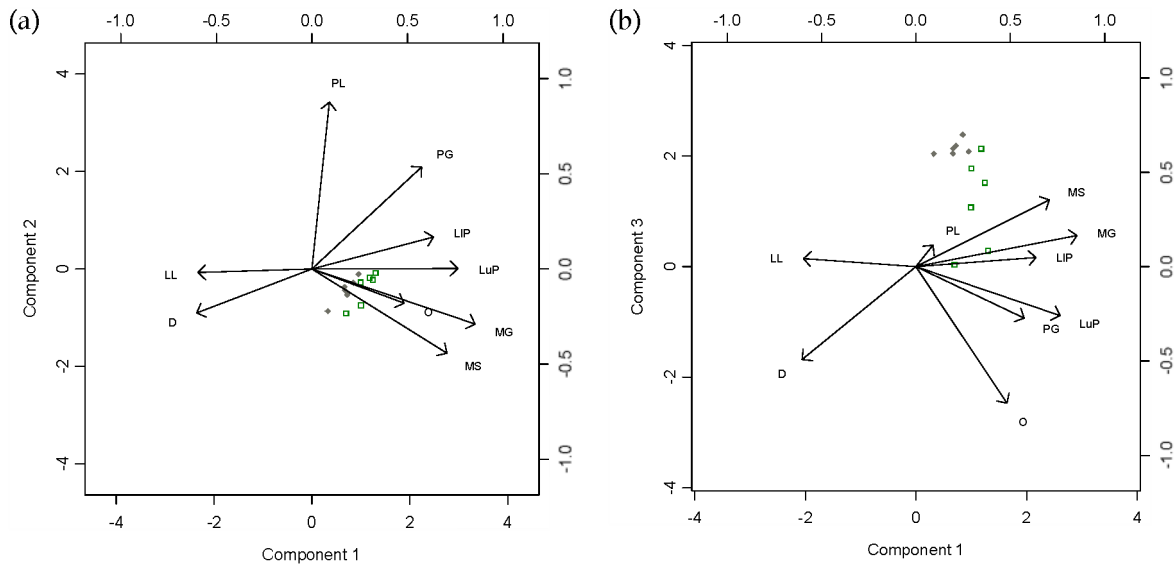 (a)
-1.0 -0.5 0.0 0.5 1.0
4
2
0
-2
-4
Component 2
PL
PG
LIP
LuP
LL
D
O
MG
MS
1.0
0.5
0.0
-0.5
-1.0
-4 -2 0 2 4
Component 1
(b)
-1.0 -0.5 0.0 0.5 1.0
4
2
0
-2
-4
Component 3
MS
PL
MG
LL
LIP
LuP
PG
D
O
1.0
0.5
0.0
-0.5
-1.0
-4 -2 0 2 4
Component 1